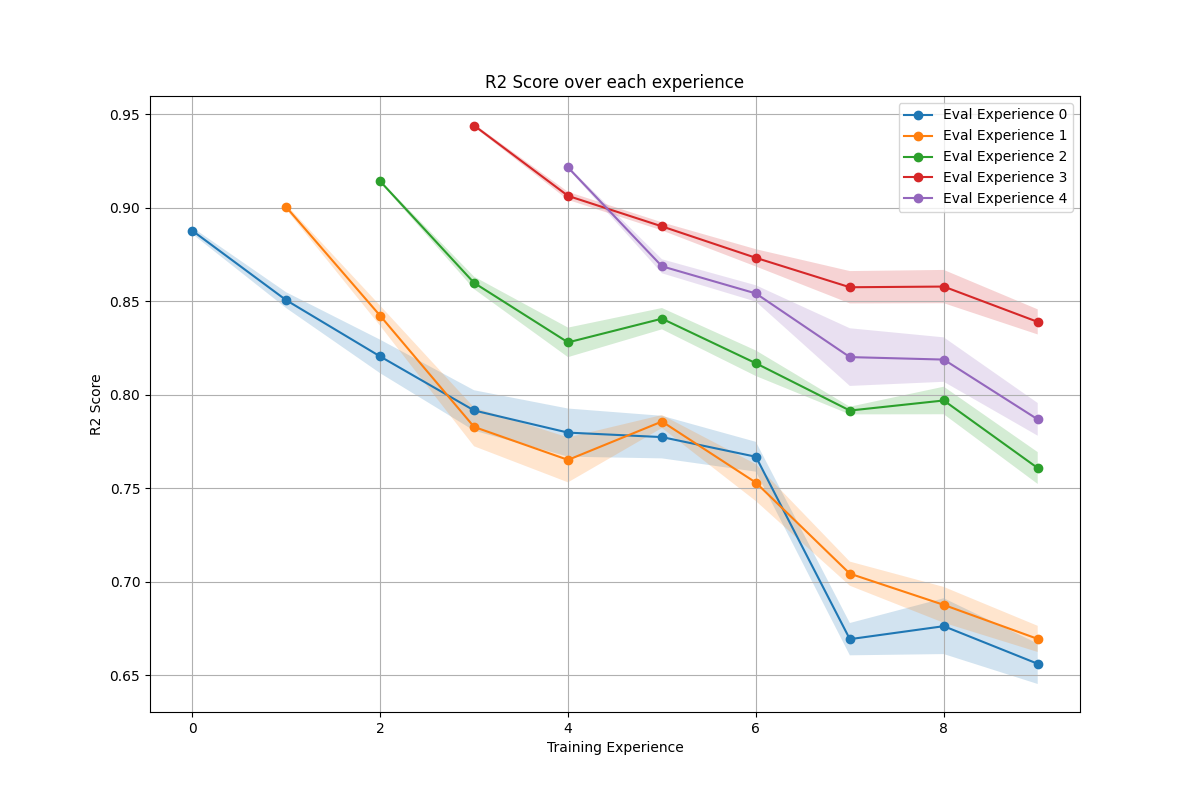 R2 Score over each experience
Eval Experience 0
Eval Experience 1
Eval Experience 2
Eval Experience 3
Eval Experience 4
R2 Score
0.95
0.90
0.85
0.80
0.75
0.70
0.65
0 2 4 6 8
Training Experience